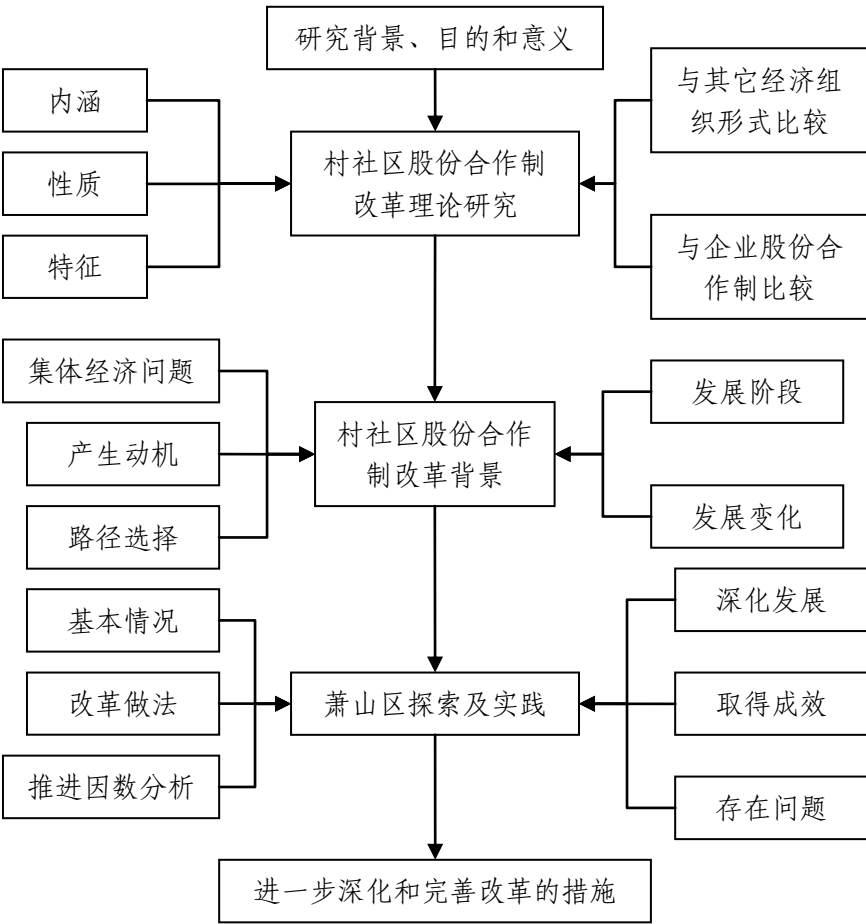 研究背景、目的和意义
内涵
性质
特征
村社区股份合作制
改革理论研究
与其它经济组
织形式比较
与企业股份合
作制比较
集体经济问题
产生动机
路径选择
村社区股份合作
制改革背景
发展阶段
发展变化
基本情况
改革做法
推进因数分析
萧山区探索及实践
深化发展
取得成效
存在问题
进一步深化和完善改革的措施